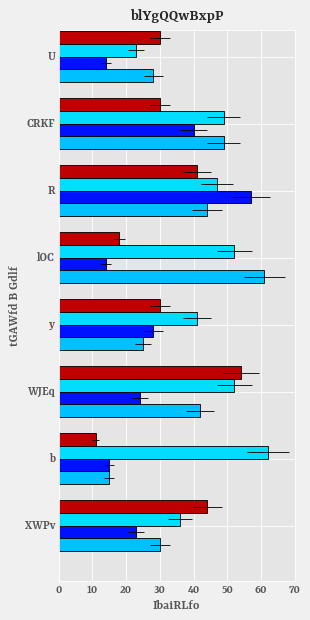 blYgQQwBxpP
U
CRKF
R
lOC
y
WJEq
b
XWPv
tGAWfd B Gdlf
0 10 20 30 40 50 60 70
IbaiRLfo